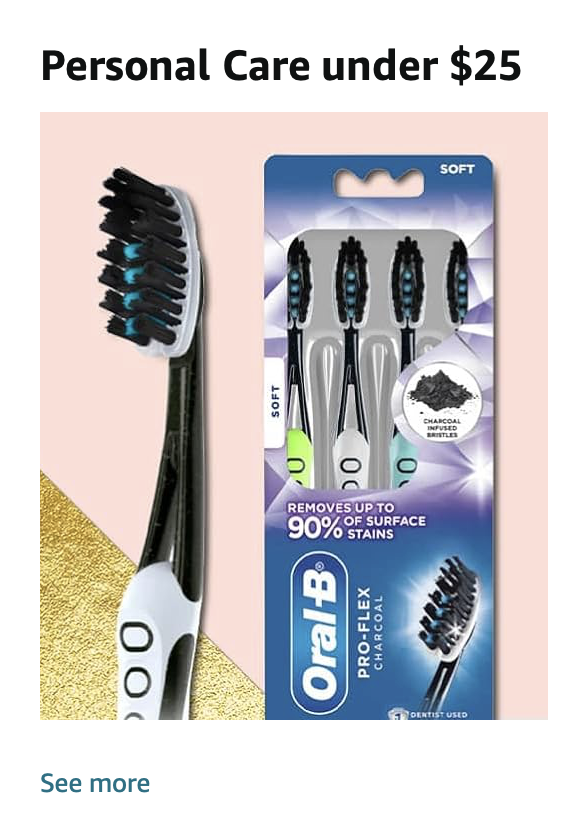 Personal Care under $25
SOFT
SOFT
CHARCOAL
INFUSED
BRISTLES
REMOVES UP TO
90% OF SURFACE
STAINS
Oral-B®
PRO-FLEX
CHARCOAL
1 DENTIST USED
See more